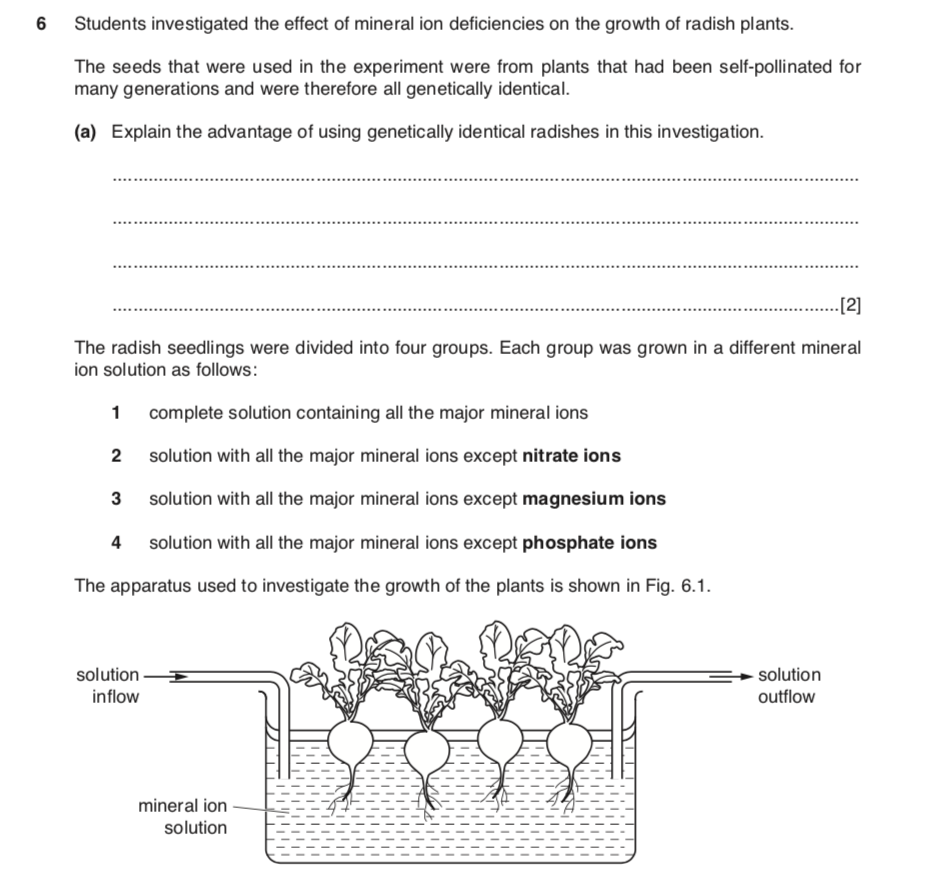 6 Students investigated the effect of mineral ion deficiencies on the growth of radish plants.
The seeds that were used in the experiment were from plants that had been self-pollinated for
many generations and were therefore all genetically identical.
(a) Explain the advantage of using genetically identical radishes in this investigation.
[2]
The radish seedlings were divided into four groups. Each group was grown in a different mineral
ion solution as follows:
1 complete solution containing all the major mineral ions
2 solution with all the major mineral ions except nitrate ions
3 solution with all the major mineral ions except magnesium ions
4 solution with all the major mineral ions except phosphate ions
The apparatus used to investigate the growth of the plants is shown in Fig. 6.1.
solution
inflow
solution
outflow
mineral ion
solution